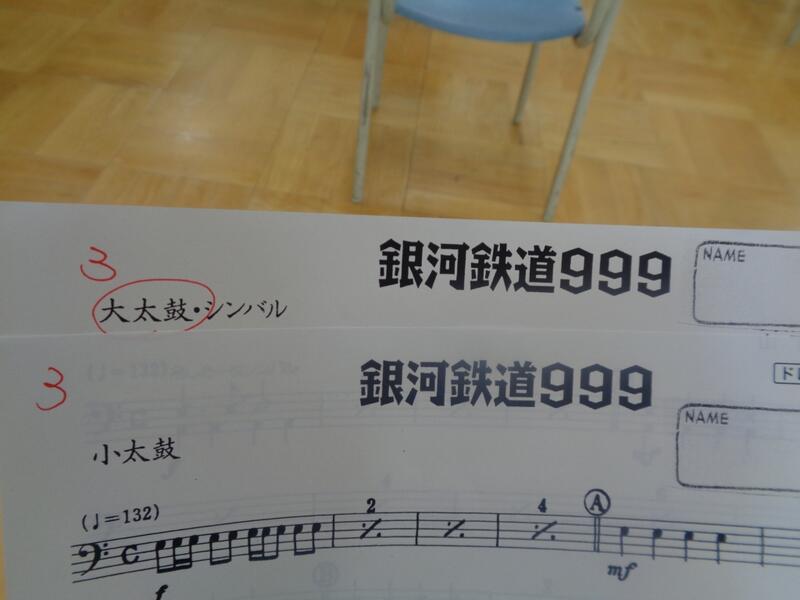 3
銀河鉄道999
NAME
大太鼓・シンバル
3
銀河鉄道999
NAME
小太鼓
(♩=132)
2
4
A
f
mf